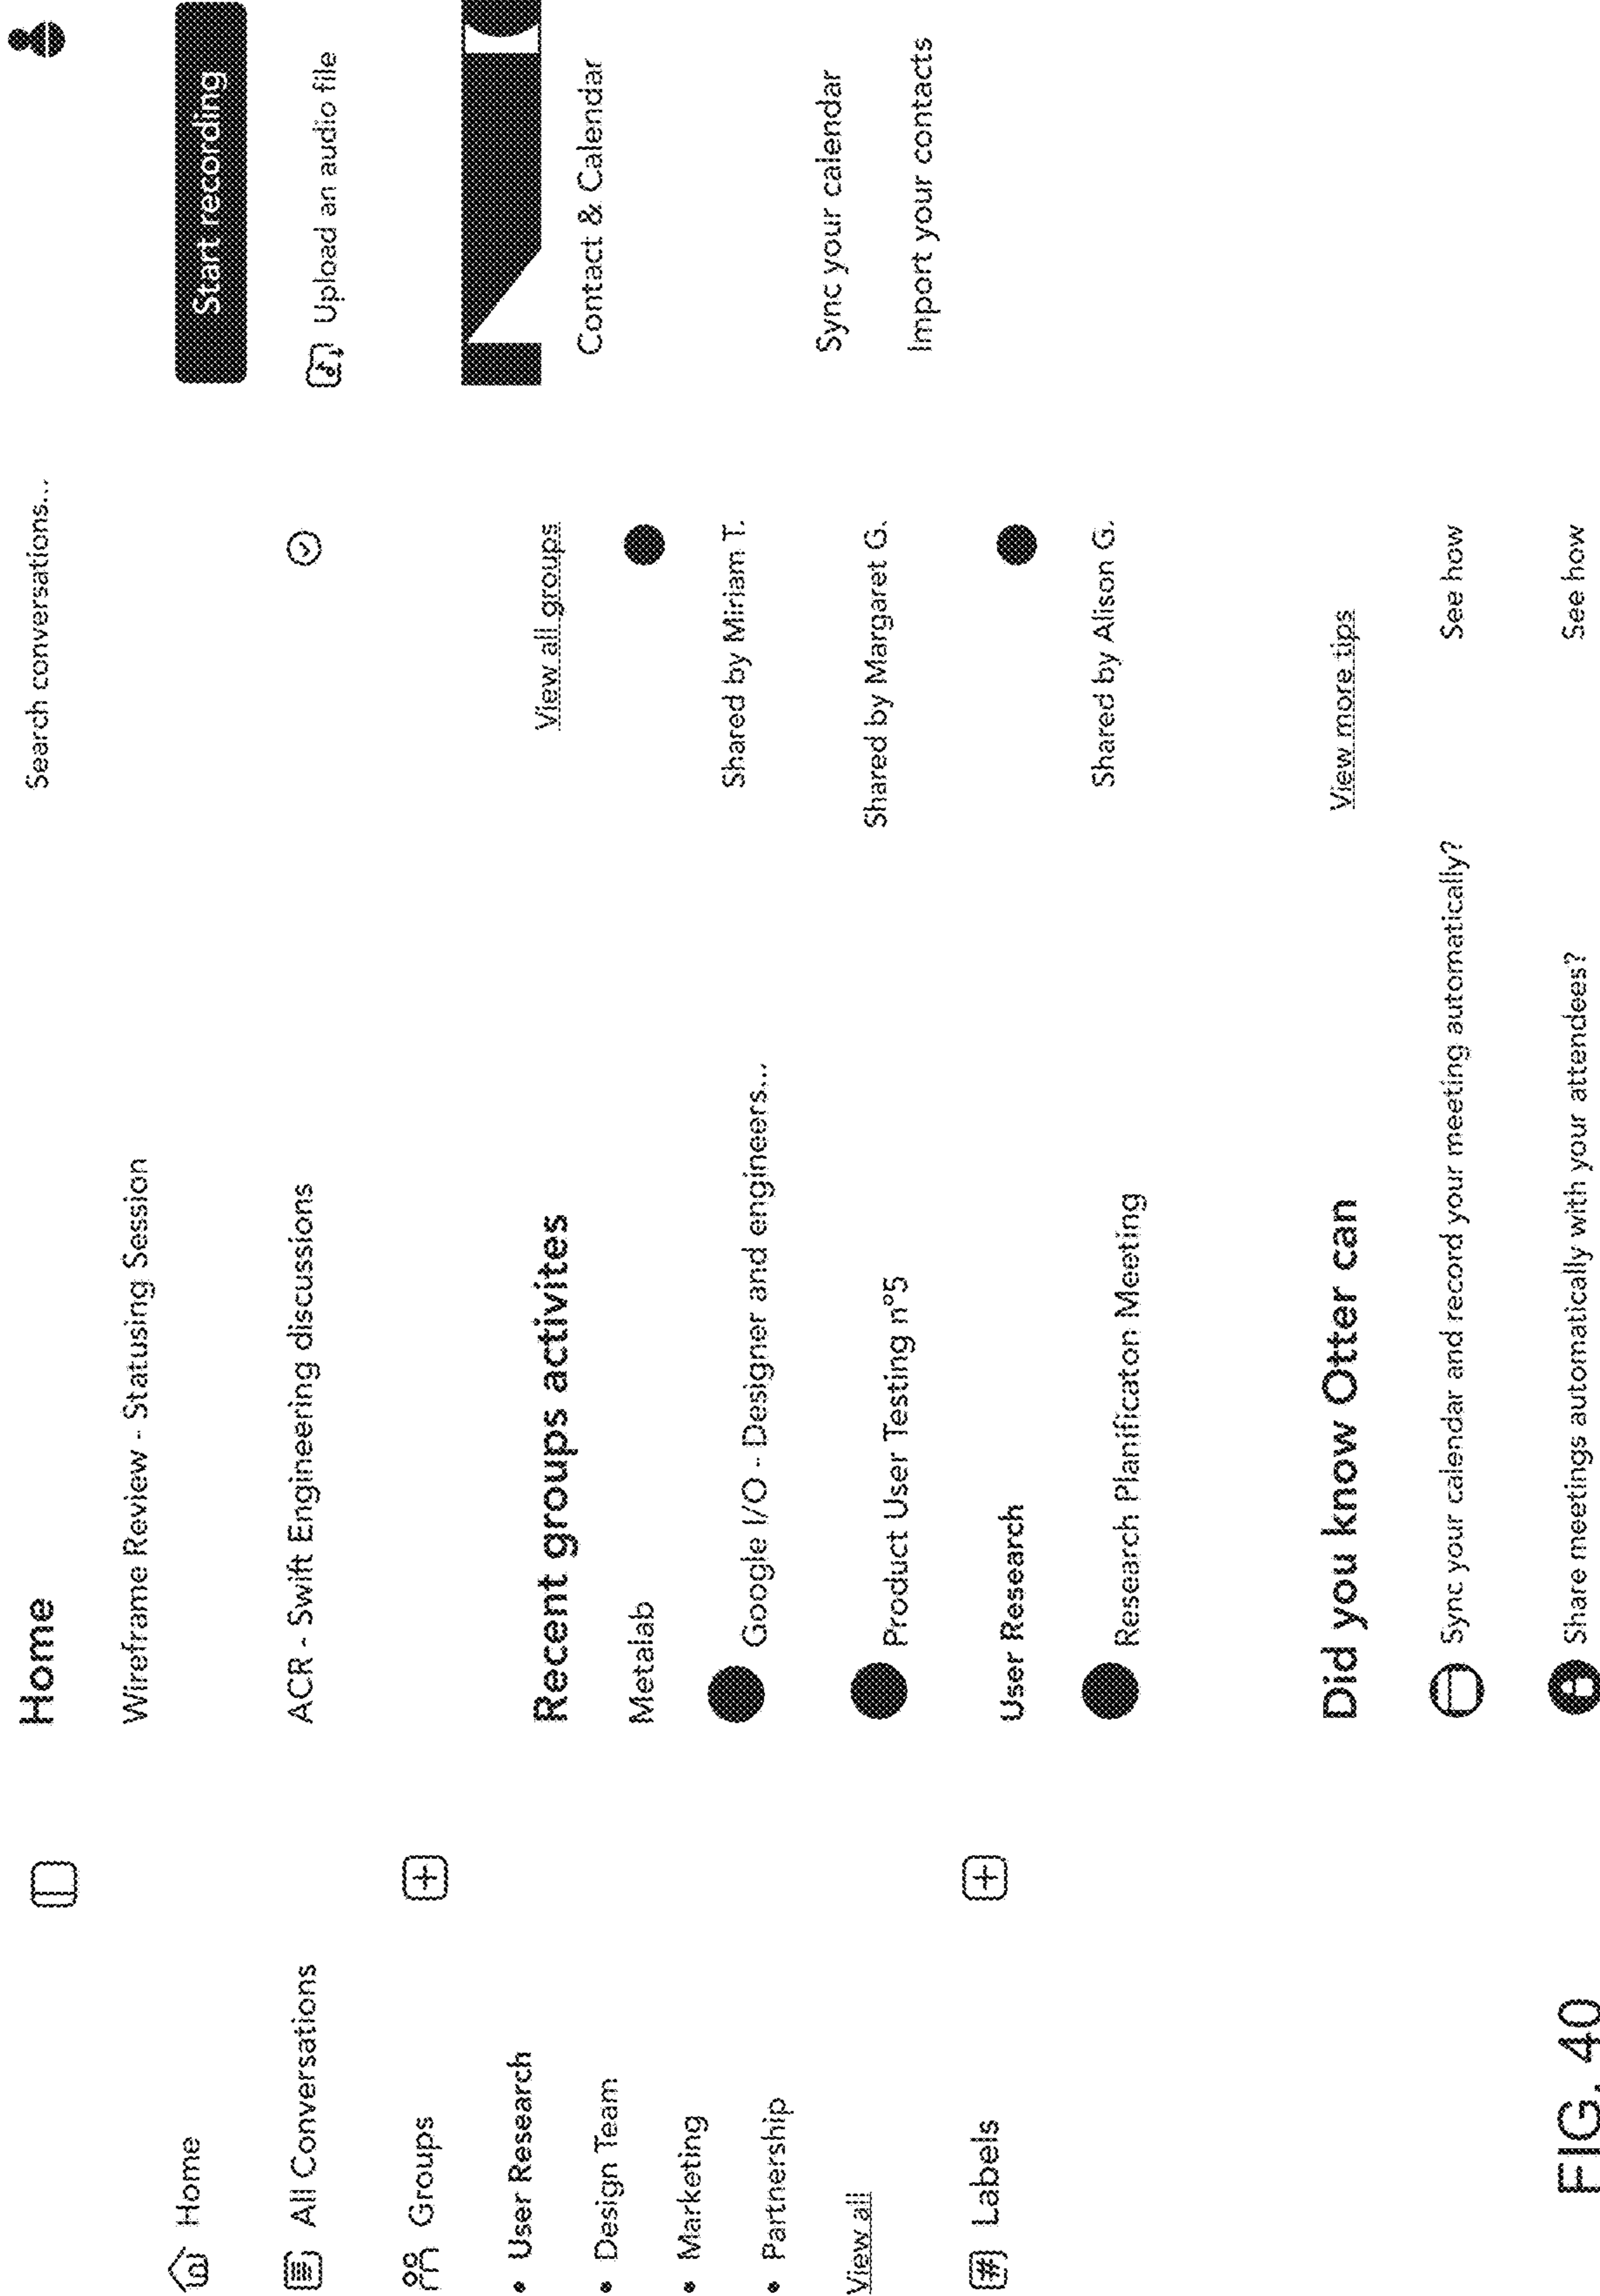 Home
All Conversations
Groups
• User Research
• Design Team
• Marketing
• Partnership
View all
# Labels
Home
Search conversations...
Wireframe Review - Statusing Session
ACR - Swift Engineering discussions
Recent groups activites
View all groups
Metalab
Google I/O - Designer and engineers...
Shared by Miriam T.
Product User Testing n°5
Shared by Margaret G.
User Research
Research Planificaton Meeting
Shared by Alison G.
Did you know Otter can
View more tips
Sync your calendar and record your meeting automatically?
See how
Share meetings automatically with your attendees?
See how
Start recording
Upload an audio file
Contact & Calendar
Sync your calendar
Import your contacts
FIG. 40